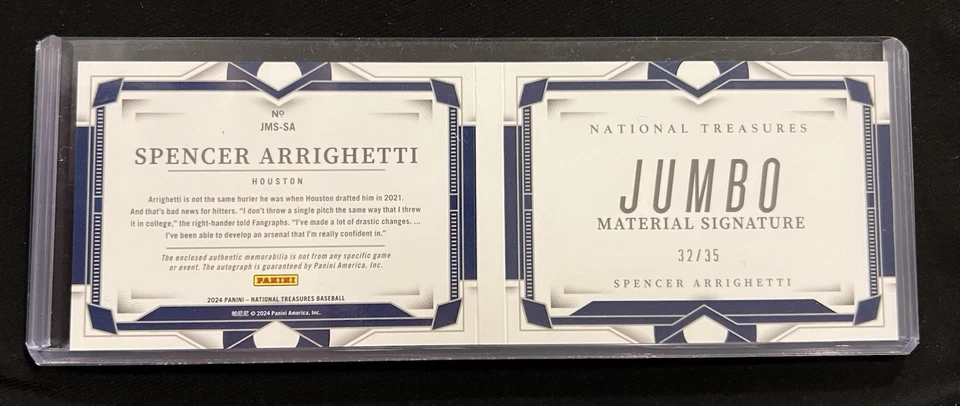 Nº
JMS-SA
SPENCER ARRIGHETTI
HOUSTON
Arrighetti is not the same hurler he was when Houston drafted him in 2021.
And that's bad news for hitters. "I don't throw a single pitch the same way that I threw
it in college," the right-hander told Fangraphs. "I've made a lot of drastic changes. ...
I've been able to develop an arsenal that I'm really confident in."
The enclosed authentic memorabilia is not from any specific game
or event. The autograph is guaranteed by Panini America, Inc.
PANINI
2024 PANINI - NATIONAL TREASURES BASEBALL
帕尼尼 © 2024 Panini America, Inc.
NATIONAL TREASURES
JUMBO
MATERIAL SIGNATURE
32/35
SPENCER ARRIGHETTI